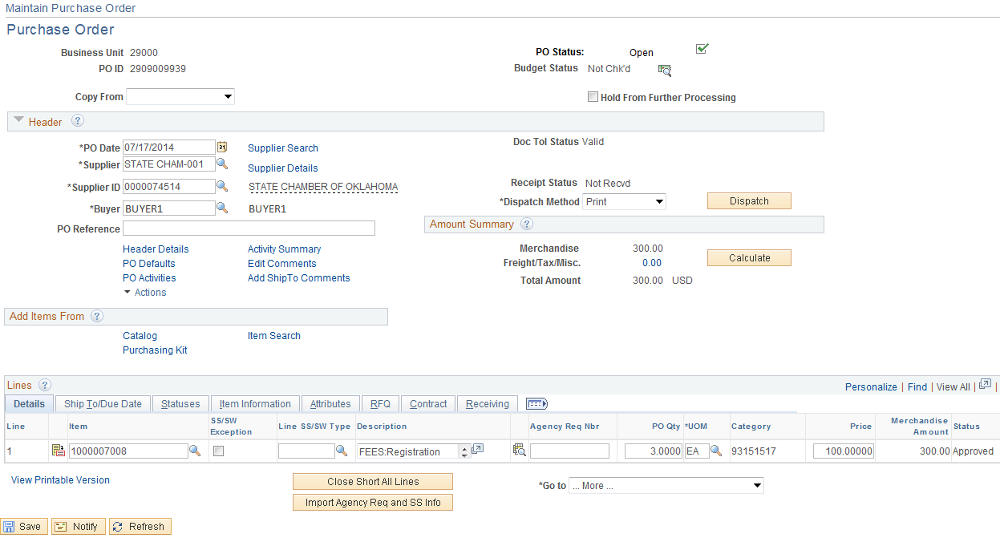 Maintain Purchase Order
Purchase Order
Business Unit 29000
PO Status: Open
PO ID 2909009939
Budget Status Not Chk'd
Copy From
Hold From Further Processing
Header ?
*PO Date 07/17/2014 31 Supplier Search
Doc Tol Status Valid
*Supplier STATE CHAM-001 Supplier Details
*Supplier ID 0000074514 STATE CHAMBER OF OKLAHOMA
Receipt Status Not Recvd
*Dispatch Method Print Dispatch
*Buyer BUYER1 BUYER1
PO Reference
Amount Summary ?
Header Details Activity Summary
Merchandise 300.00
PO Defaults Edit Comments
Freight/Tax/Misc. 0.00 Calculate
PO Activities Add ShipTo Comments
Total Amount 300.00 USD
Actions
Add Items From ?
Catalog Item Search
Purchasing Kit
Lines ? Personalize | Find | View All | |
Details Ship To/Due Date Statuses Item Information Attributes RFQ Contract Receiving
Line Item SS/SW Exception Line SS/SW Type Description Agency Req Nbr PO Qty *UOM Category Price Merchandise Amount Status
1 1000007008 FEES:Registration 3.0000 EA 93151517 100.00000 300.00 Approved
View Printable Version Close Short All Lines *Go to ... More ...
Import Agency Req and SS Info
Save Notify Refresh